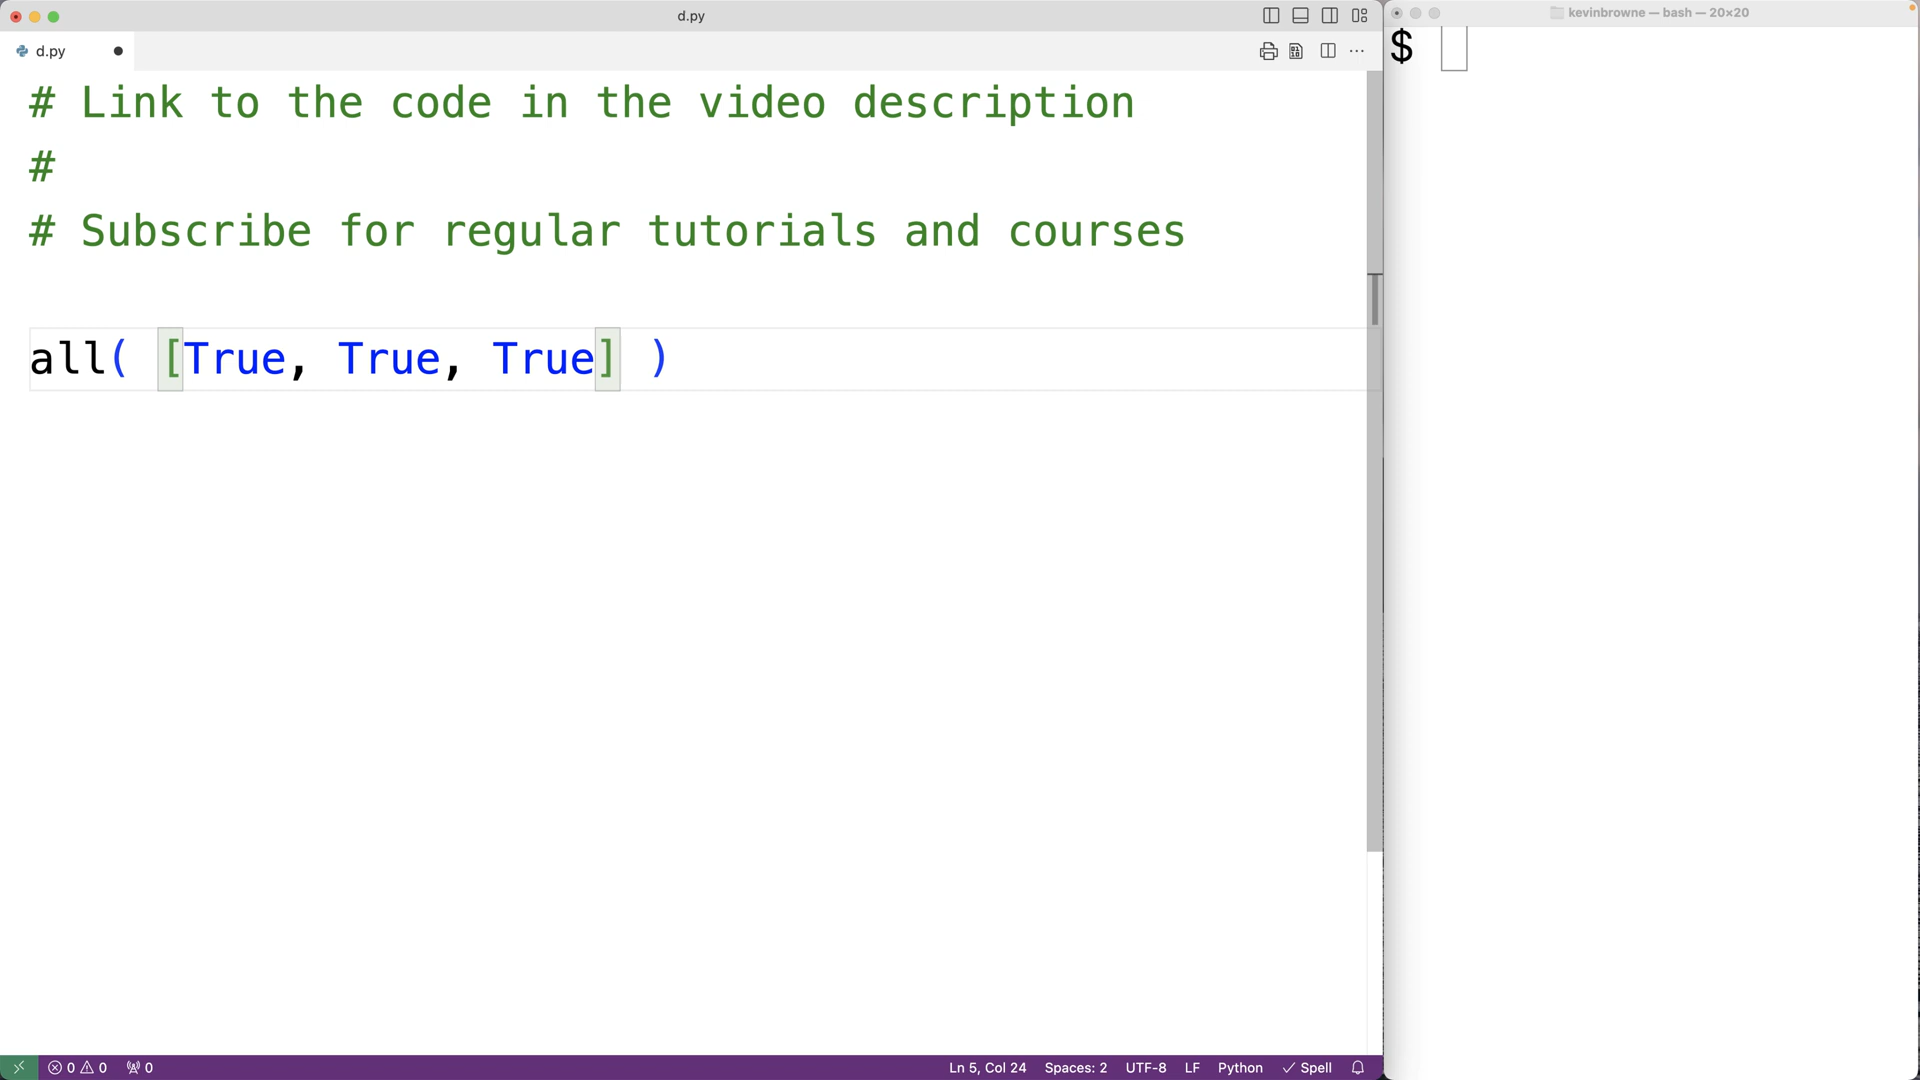 d.py
kevinbrowne — bash — 20×20
d.py
$
# Link to the code in the video description
#
# Subscribe for regular tutorials and courses
all( [True, True, True] )
0 0 0 Ln 5, Col 24 Spaces: 2 UTF-8 LF Python Spell